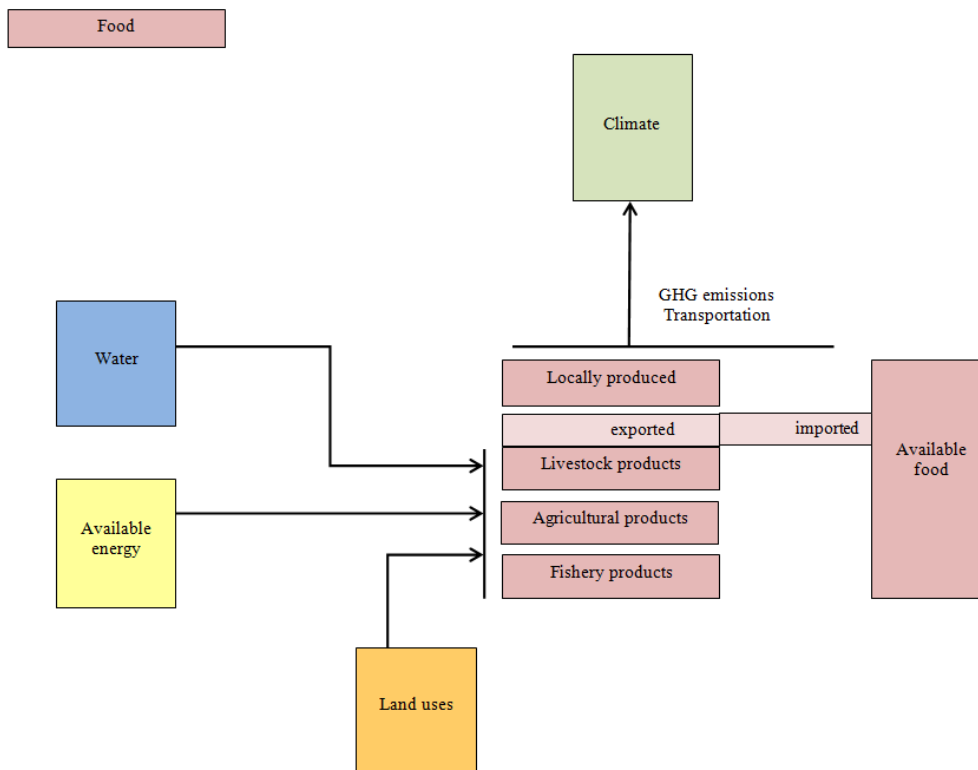 Food
Climate
GHG emissions
Transportation
Water
Locally produced
exported
imported
Livestock products
Available
food
Agricultural products
Available
energy
Fishery products
Land uses